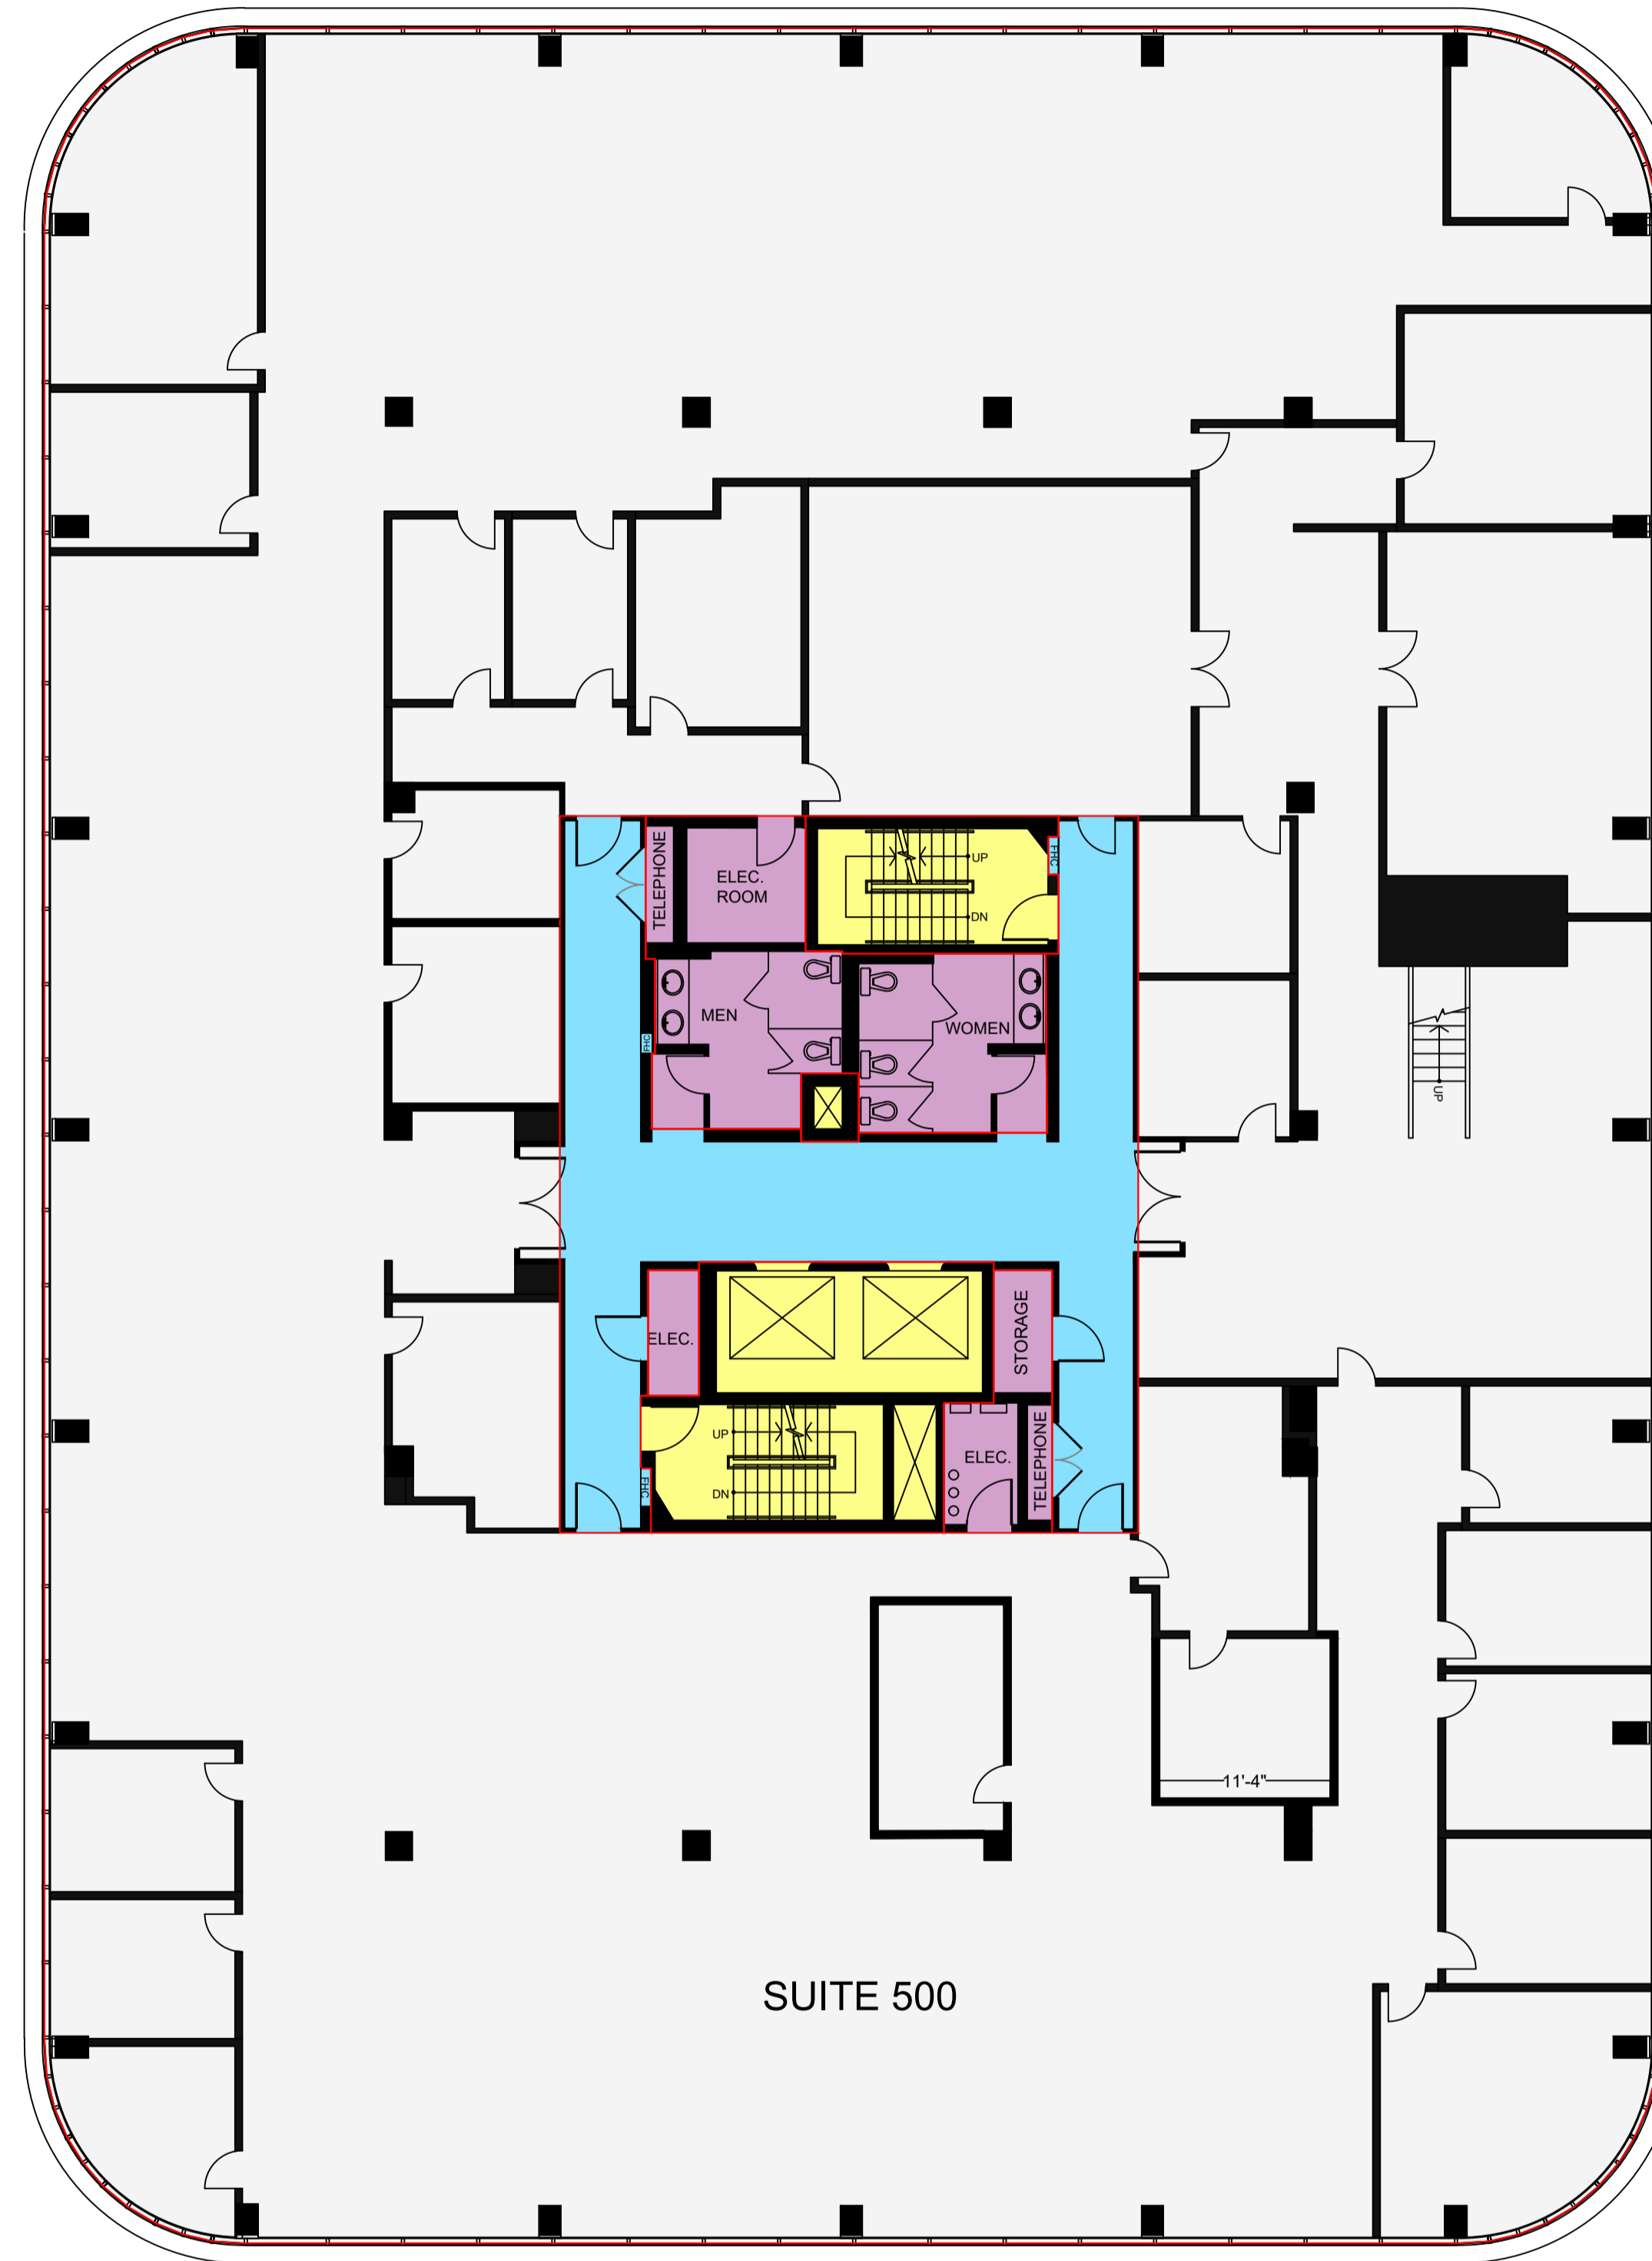 TELEPHONE
ELEC.
ROOM
UP
DN
FHC
MEN
WOMEN
FHC
UP
ELEC.
STORAGE
UP
DN
FHC
ELEC.
TELEPHONE
11'-4"
SUITE 500